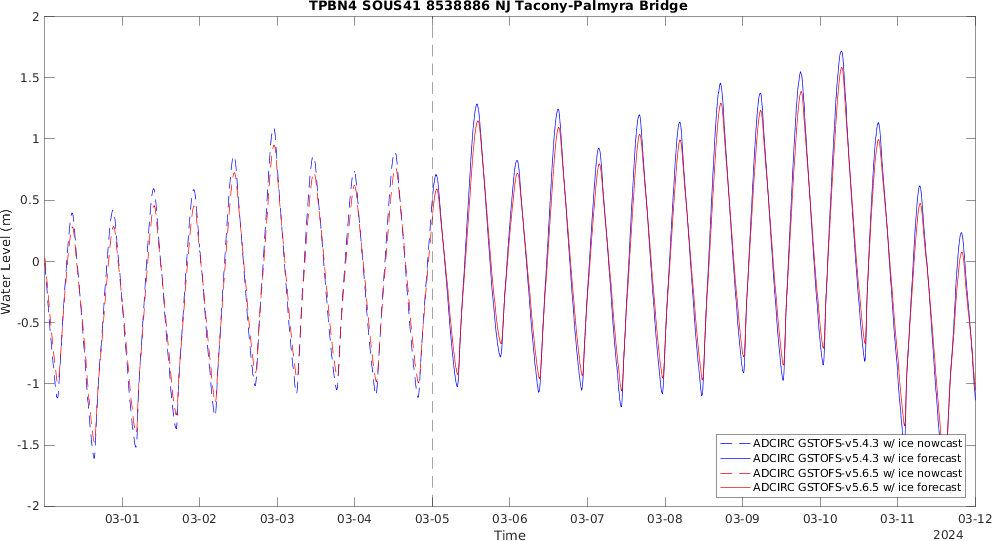 TPBN4 SOUS41 8538886 NJ Tacony-Palmyra Bridge
2
1.5
1
0.5
0
-0.5
-1
-1.5
-2
Water Level (m)
03-01 03-02 03-03 03-04 03-05 03-06 03-07 03-08 03-09 03-10 03-11 03-12
Time
2024
ADCIRC GSTOFS-v5.4.3 w/ ice nowcast
ADCIRC GSTOFS-v5.4.3 w/ ice forecast
ADCIRC GSTOFS-v5.6.5 w/ ice nowcast
ADCIRC GSTOFS-v5.6.5 w/ ice forecast